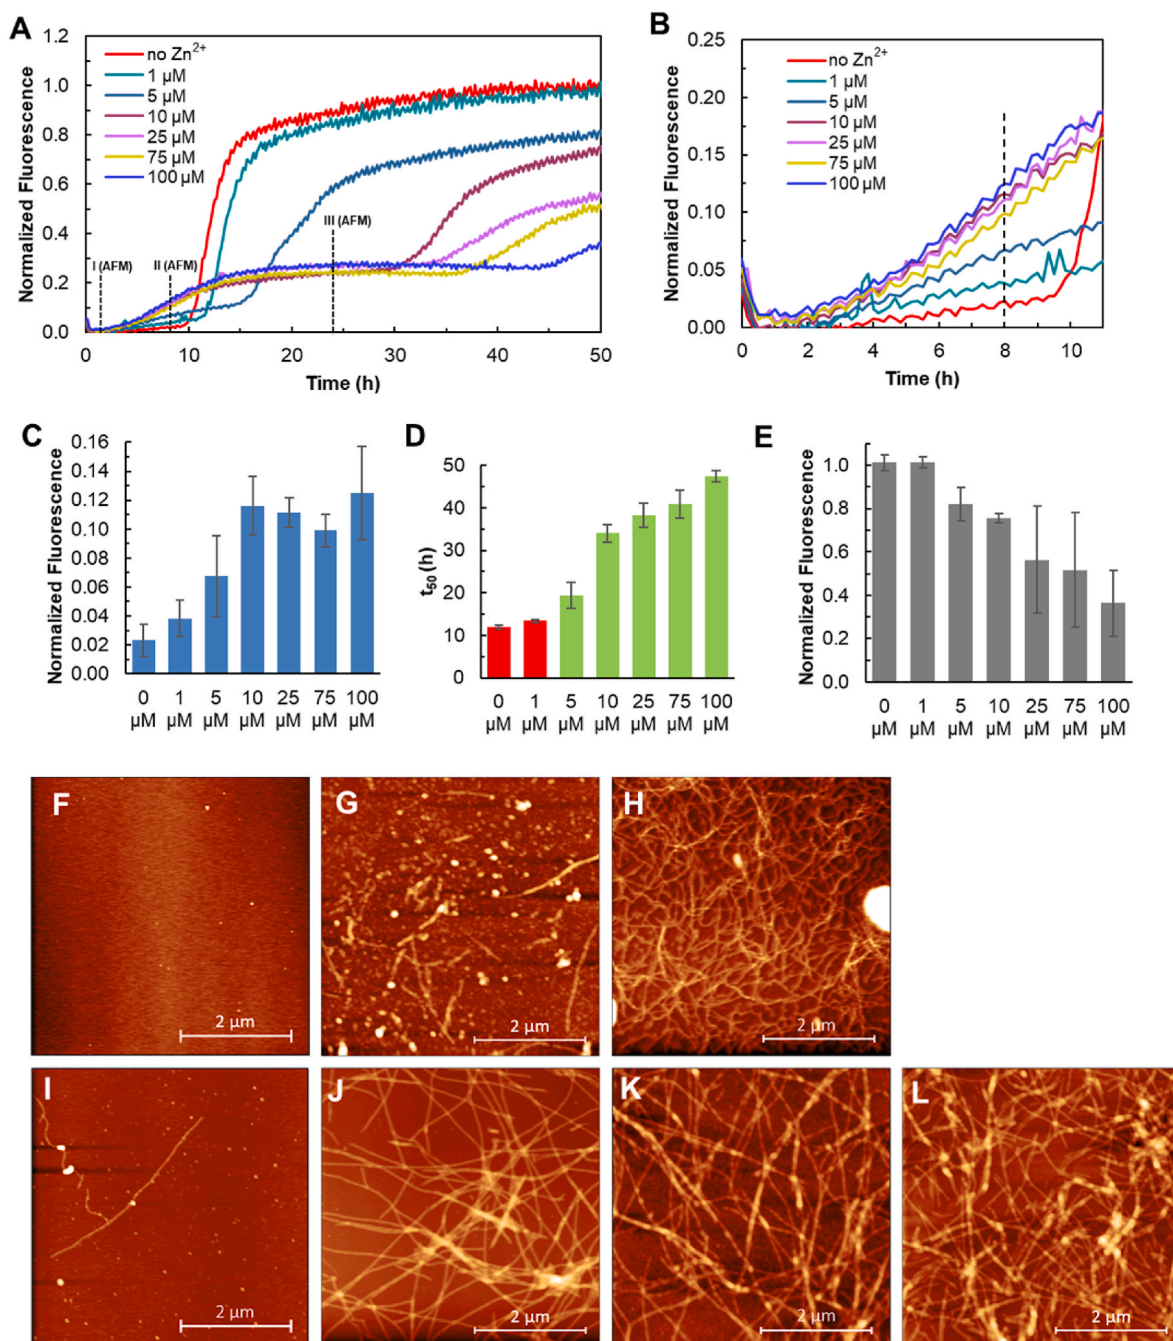 A
Normalized Fluorescence
1.2
1.0
0.8
0.6
0.4
0.2
0.0
no Zn²⁺
1 µM
5 µM
10 µM
25 µM
75 µM
100 µM
I (AFM)
II (AFM)
III (AFM)
0 10 20 30 40 50
Time (h)
B
Normalized Fluorescence
0.25
0.20
0.15
0.10
0.05
0.00
no Zn²⁺
1 µM
5 µM
10 µM
25 µM
75 µM
100 µM
0 2 4 6 8 10
Time (h)
C
Normalized Fluorescence
0.16
0.14
0.12
0.10
0.08
0.06
0.04
0.02
0.00
0 1 5 10 25 75 100
µM µM µM µM µM µM µM
D
t₅₀ (h)
50
40
30
20
10
0
0 1 5 10 25 75 100
µM µM µM µM µM µM µM
E
Normalized Fluorescence
1.0
0.8
0.6
0.4
0.2
0.0
0 1 5 10 25 75 100
µM µM µM µM µM µM µM
F
2 µm
G
2 µm
H
2 µm
I
2 µm
J
2 µm
K
2 µm
L
2 µm